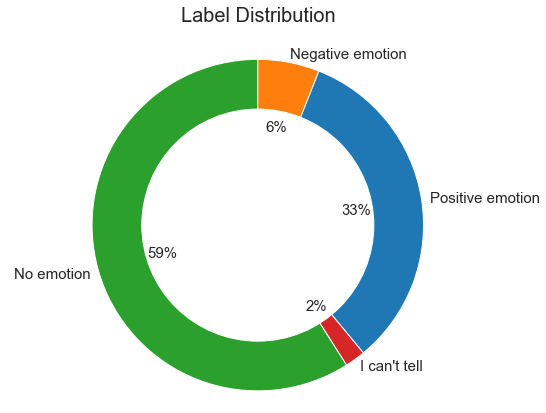 Label Distribution
Negative emotion
6%
Positive emotion
33%
59%
No emotion
2%
I can't tell